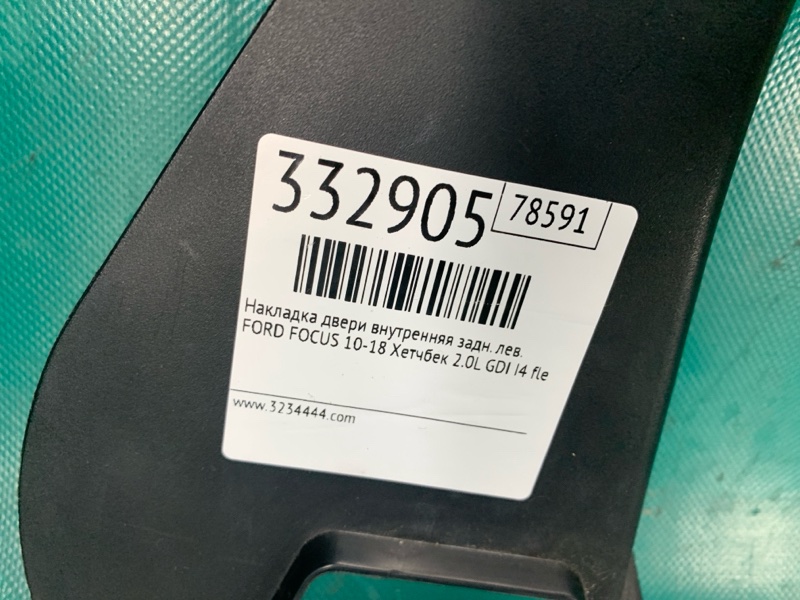 332905
78591
Накладка двери внутренняя задн. лев.
FORD FOCUS 10-18 Хетчбек 2.0L GDI I4 fle
www.3234444.com